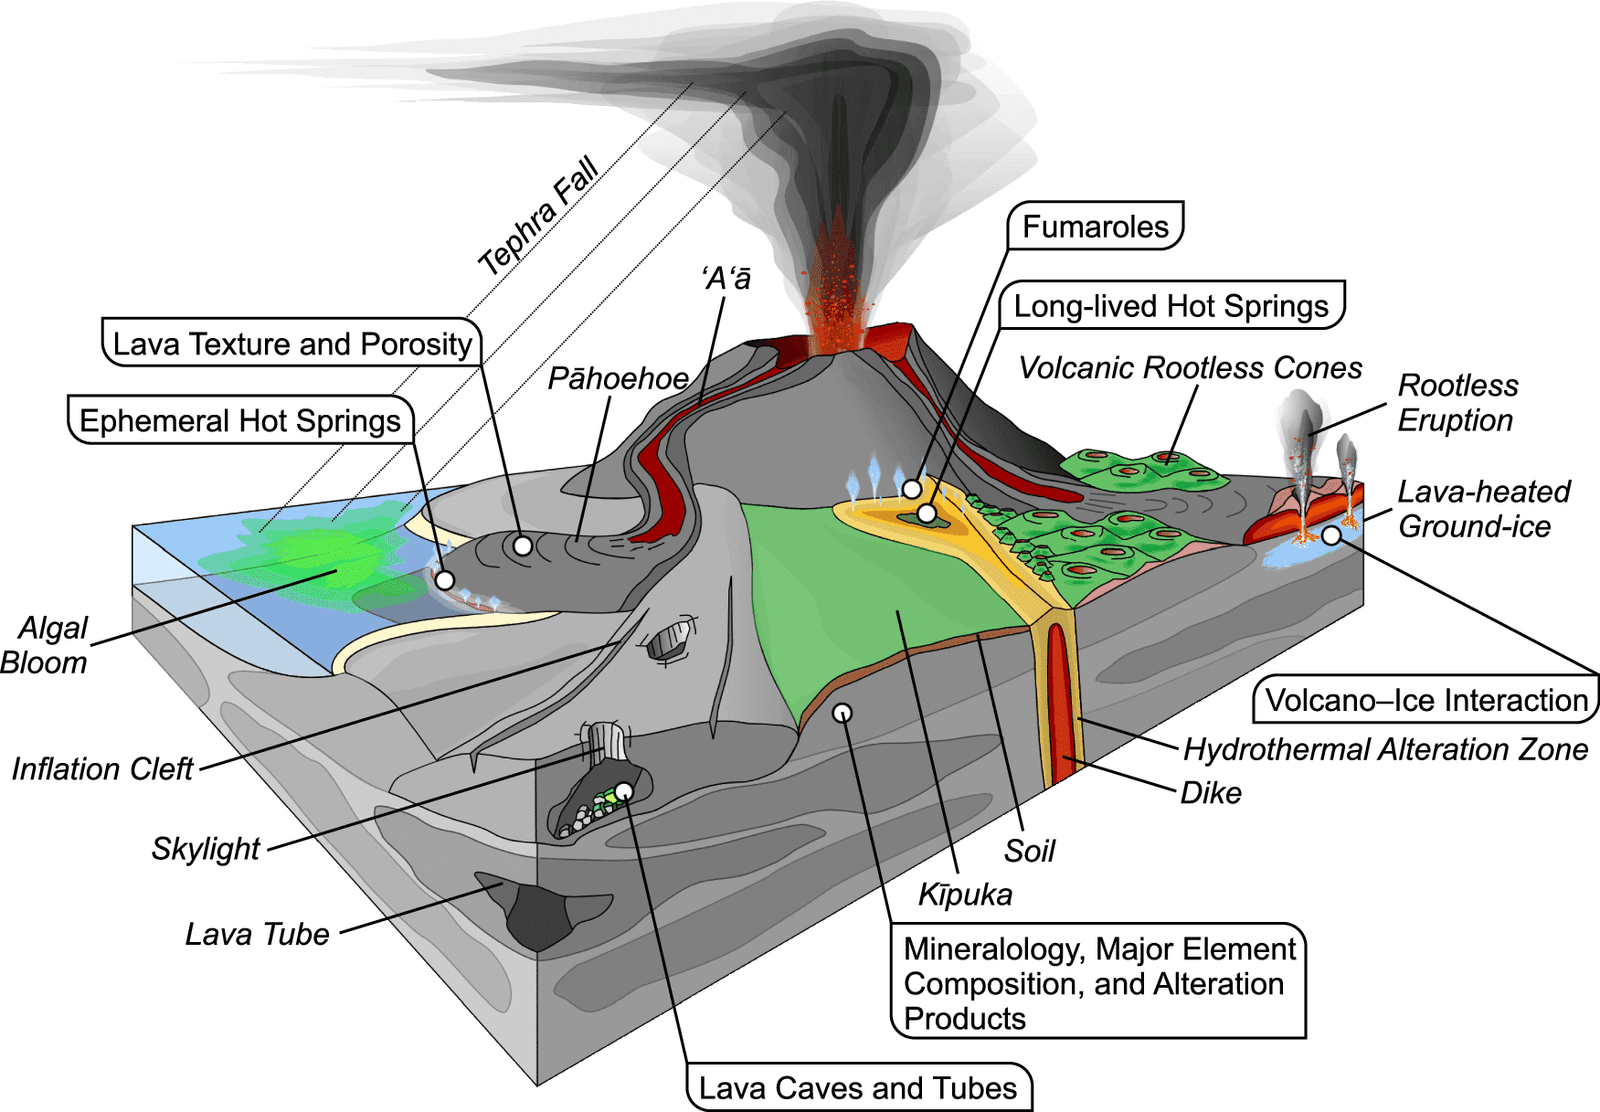 Tephra Fall
Fumaroles
‘A‘ā
Long-lived Hot Springs
Lava Texture and Porosity
Pāhoehoe
Volcanic Rootless Cones
Rootless
Eruption
Ephemeral Hot Springs
Lava-heated
Ground-ice
Algal
Bloom
Volcano–Ice Interaction
Hydrothermal Alteration Zone
Inflation Cleft
Dike
Skylight
Soil
Kīpuka
Lava Tube
Mineralology, Major Element
Composition, and Alteration
Products
Lava Caves and Tubes